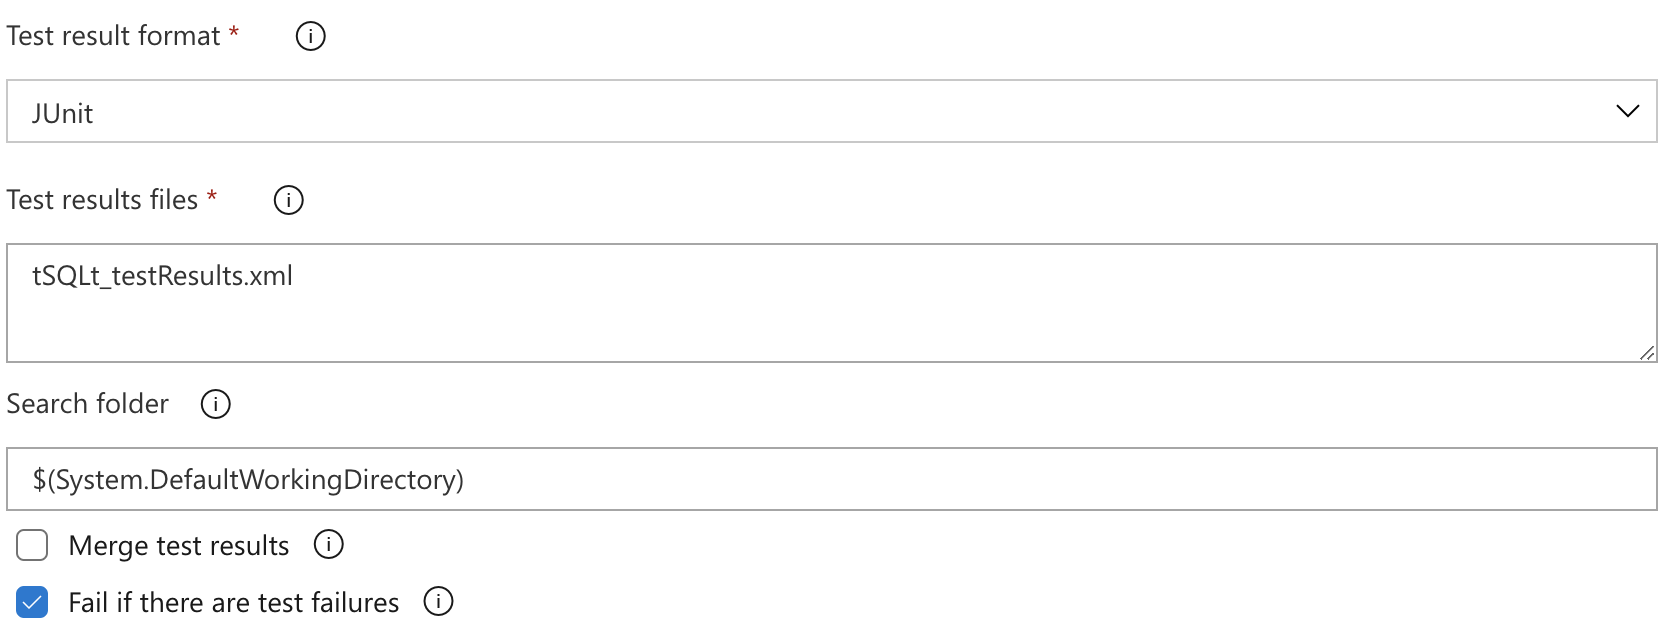 Test result format *
JUnit
Test results files *
tSQLt_testResults.xml
Search folder
$(System.DefaultWorkingDirectory)
Merge test results
Fail if there are test failures